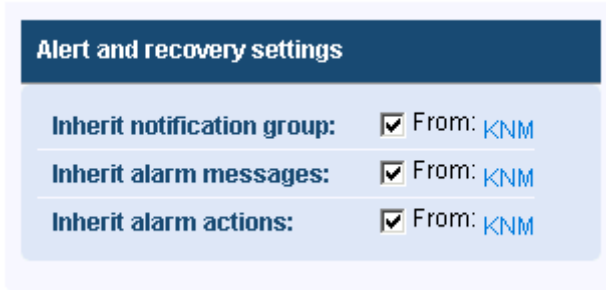 Alert and recovery settings
Inherit notification group: From: KNM
Inherit alarm messages: From: KNM
Inherit alarm actions: From: KNM